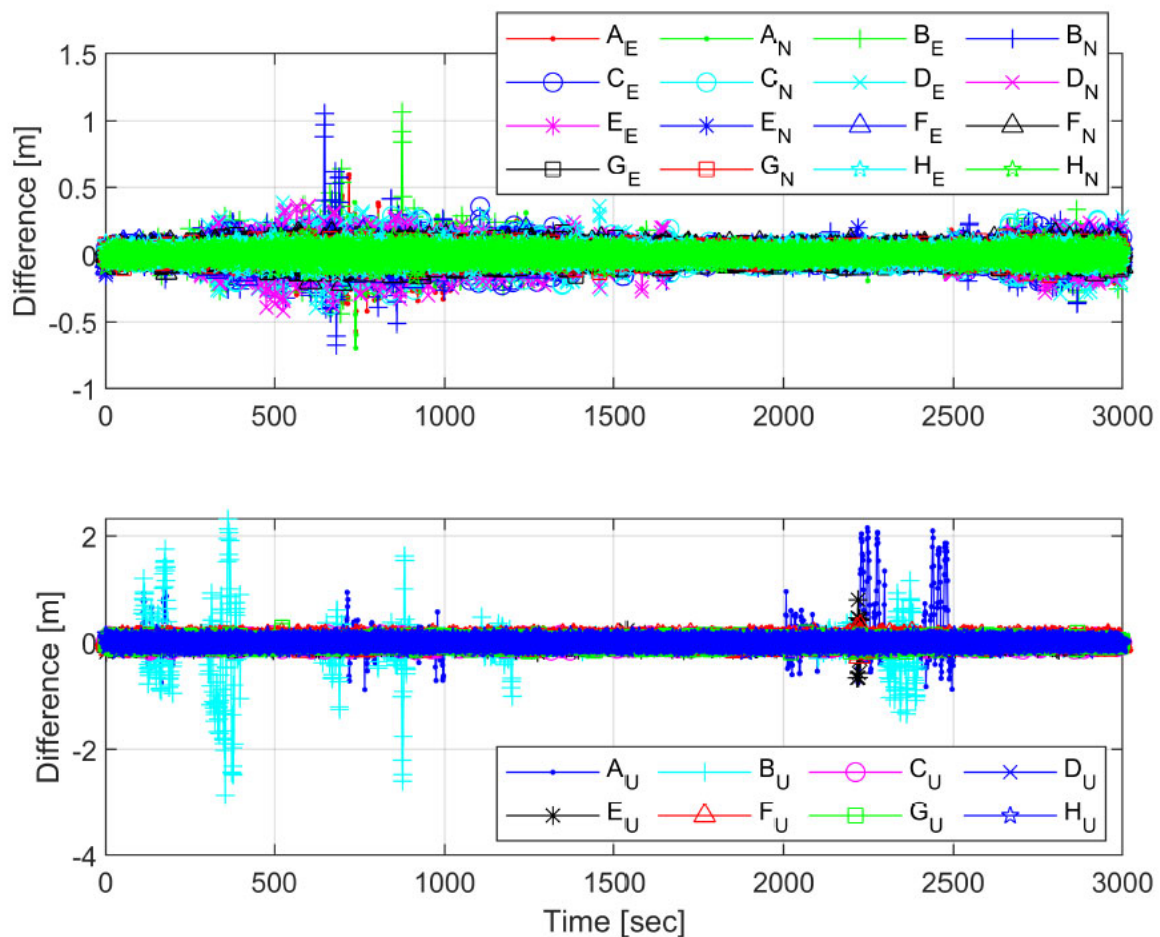 A_E A_N B_E B_N
C_E C_N D_E D_N
E_E E_N F_E F_N
G_E G_N H_E H_N
1.5
1
0.5
0
-0.5
-1
Difference [m]
0 500 1000 1500 2000 2500 3000
2
0
-2
-4
Difference [m]
A_U B_U C_U D_U
E_U F_U G_U H_U
0 500 1000 1500 2000 2500 3000
Time [sec]